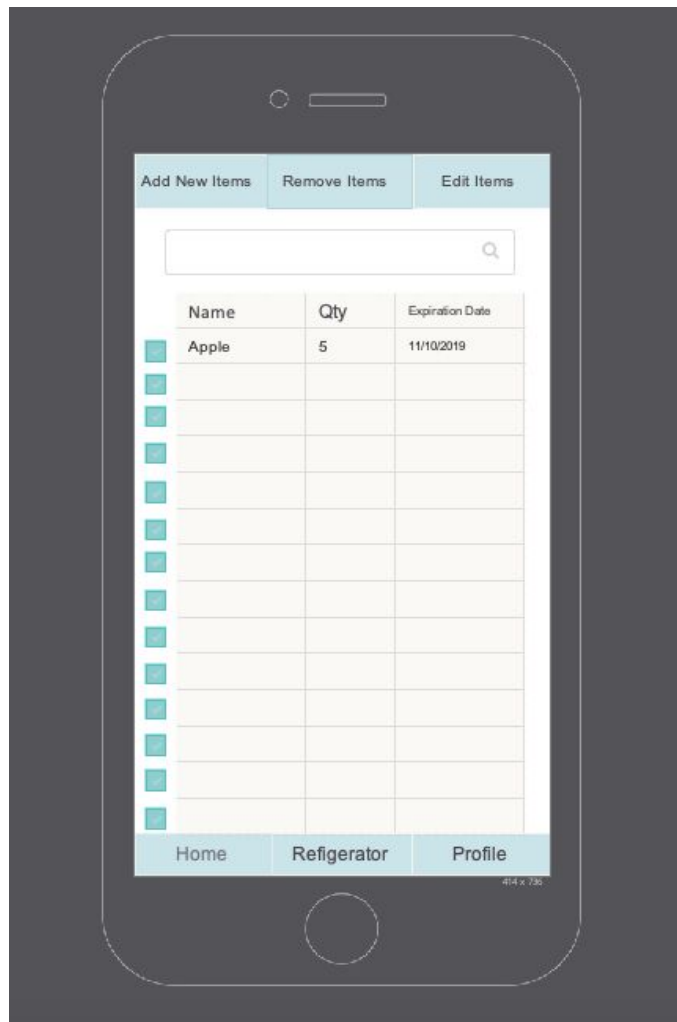 Add New Items Remove Items Edit Items
Name Qty Expiration Date
Apple 5 11/10/2019
Home Refigerator Profile
414 x 736